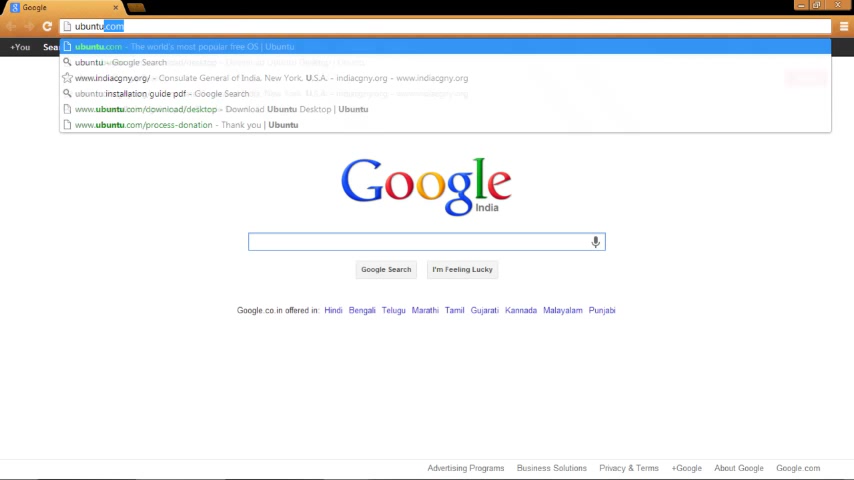 Google
ubuntu.com
+You Sea
ubuntu.com – The world's most popular free OS | Ubuntu
ubuntu – Google Search
www.indiacgny.org/ – Consulate General of India, New York, U.S.A. - indiacgny.org - www.indiacgny.org
ubuntu installation guide pdf – Google Search
www.ubuntu.com/download/desktop – Download Ubuntu Desktop | Ubuntu
www.ubuntu.com/process-donation – Thank you | Ubuntu
Google
India
Google Search I'm Feeling Lucky
Google.co.in offered in: Hindi Bengali Telugu Marathi Tamil Gujarati Kannada Malayalam Punjabi
Advertising Programs Business Solutions Privacy & Terms +Google About Google Google.com